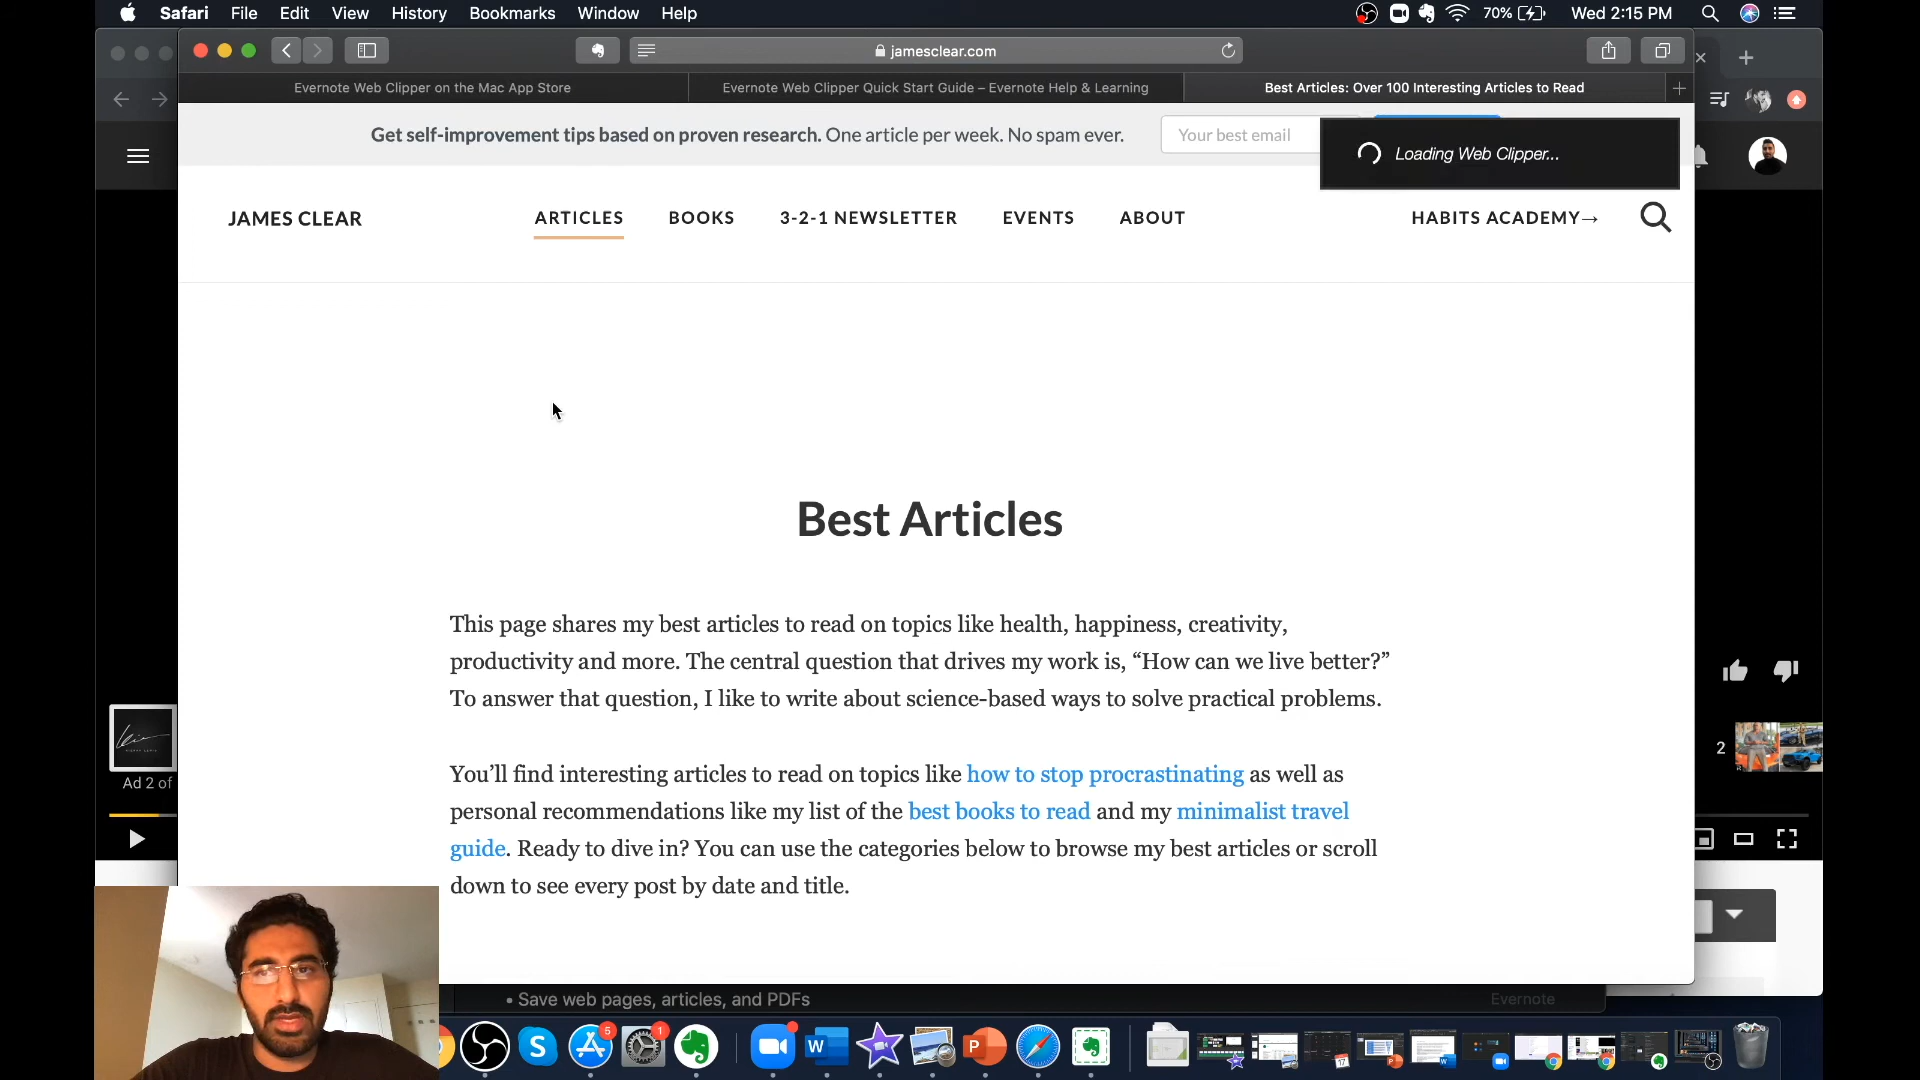 Safari File Edit View History Bookmarks Window Help
70% Wed 2:15 PM
jamesclear.com
Evernote Web Clipper on the Mac App Store
Evernote Web Clipper Quick Start Guide – Evernote Help & Learning
Best Articles: Over 100 Interesting Articles to Read
Get self-improvement tips based on proven research. One article per week. No spam ever.
Your best email
Loading Web Clipper...
JAMES CLEAR
ARTICLES
BOOKS
3-2-1 NEWSLETTER
EVENTS
ABOUT
HABITS ACADEMY→
Best Articles
This page shares my best articles to read on topics like health, happiness, creativity,
productivity and more. The central question that drives my work is, “How can we live better?”
To answer that question, I like to write about science-based ways to solve practical problems.
You’ll find interesting articles to read on topics like how to stop procrastinating as well as
personal recommendations like my list of the best books to read and my minimalist travel
guide. Ready to dive in? You can use the categories below to browse my best articles or scroll
down to see every post by date and title.
Ad 2 of
2
• Save web pages, articles, and PDFs
Evernote
5
1
W
P
17